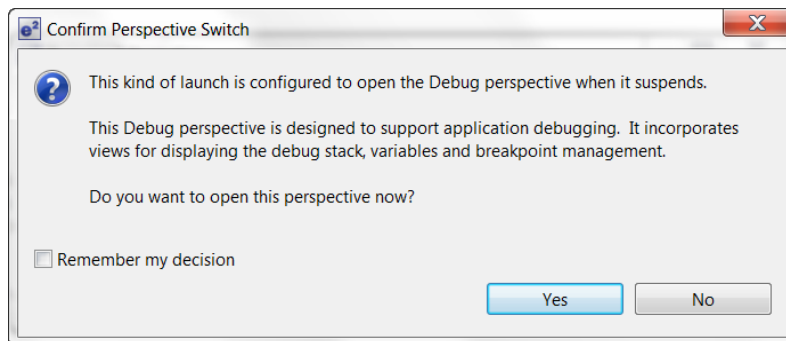 e² Confirm Perspective Switch
This kind of launch is configured to open the Debug perspective when it suspends.
This Debug perspective is designed to support application debugging. It incorporates
views for displaying the debug stack, variables and breakpoint management.
Do you want to open this perspective now?
Remember my decision
Yes No